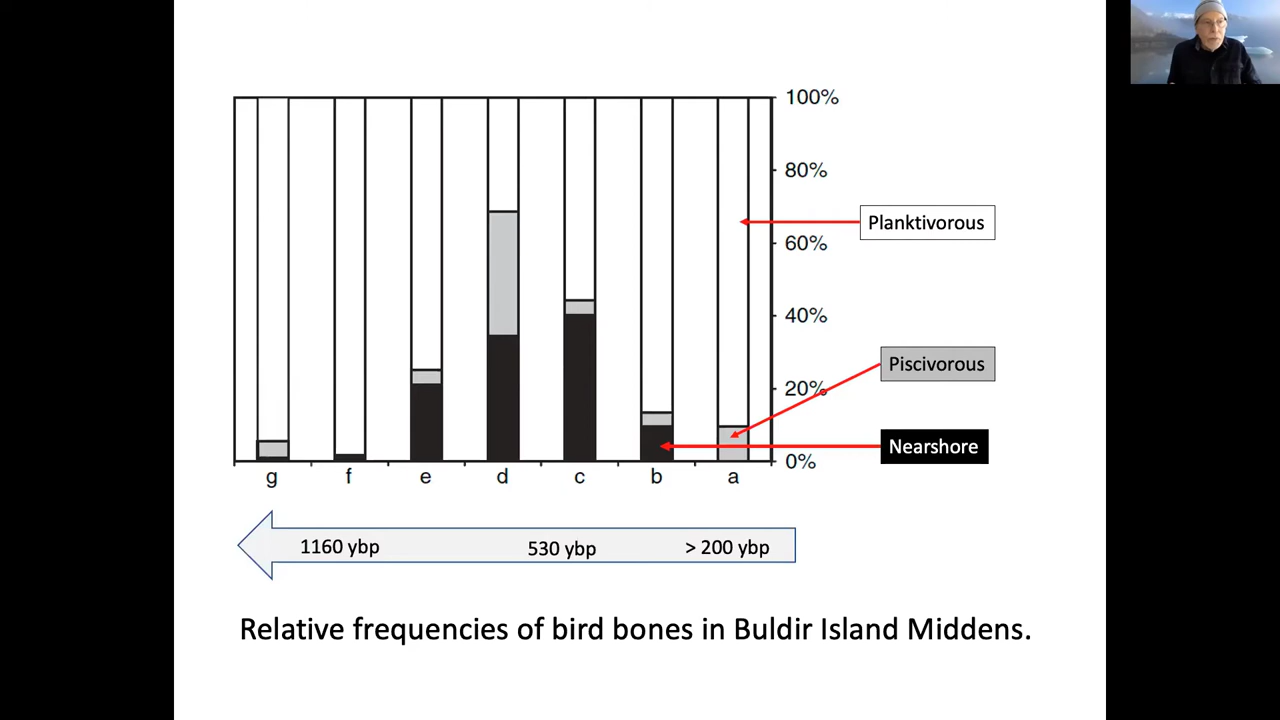 100%
80%
Planktivorous
60%
40%
Piscivorous
20%
Nearshore
0%
g f e d c b a
1160 ybp 530 ybp > 200 ybp
Relative frequencies of bird bones in Buldir Island Middens.